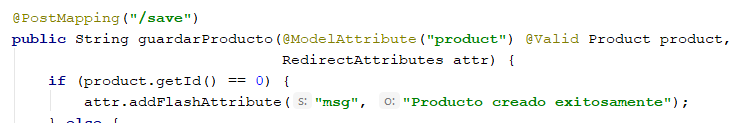 @PostMapping("/save")
public String guardarProducto(@ModelAttribute("product") @Valid Product product,
RedirectAttributes attr) {
if (product.getId() == 0) {
attr.addFlashAttribute( s: "msg", o: "Producto creado exitosamente");
} else {